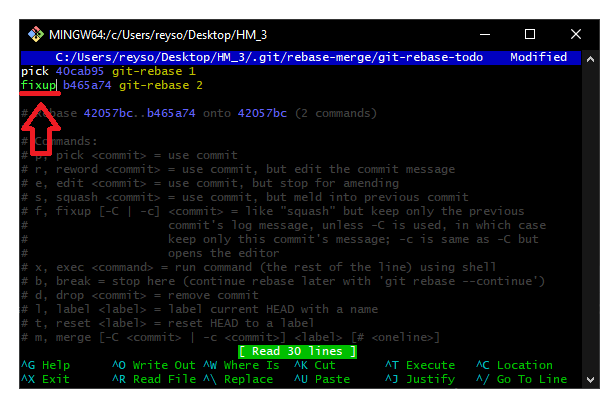 MINGW64:/c/Users/reyso/Desktop/HM_3
C:/Users/reyso/Desktop/HM_3/.git/rebase-merge/git-rebase-todo Modified
pick 40cab95 git-rebase 1
fixup b465a74 git-rebase 2
# Rebase 42057bc..b465a74 onto 42057bc (2 commands)
#
# Commands:
# p, pick <commit> = use commit
# r, reword <commit> = use commit, but edit the commit message
# e, edit <commit> = use commit, but stop for amending
# s, squash <commit> = use commit, but meld into previous commit
# f, fixup [-C | -c] <commit> = like "squash" but keep only the previous
# commit's log message, unless -C is used, in which case
# keep only this commit's message; -c is same as -C but
# opens the editor
# x, exec <command> = run command (the rest of the line) using shell
# b, break = stop here (continue rebase later with 'git rebase --continue')
# d, drop <commit> = remove commit
# l, label <label> = label current HEAD with a name
# t, reset <label> = reset HEAD to a label
# m, merge [-C <commit> | -c <commit>] <label> [# <oneline>]
[ Read 30 lines ]
^G Help ^O Write Out ^W Where Is ^K Cut ^T Execute ^C Location
^X Exit ^R Read File ^\ Replace ^U Paste ^J Justify ^/ Go To Line